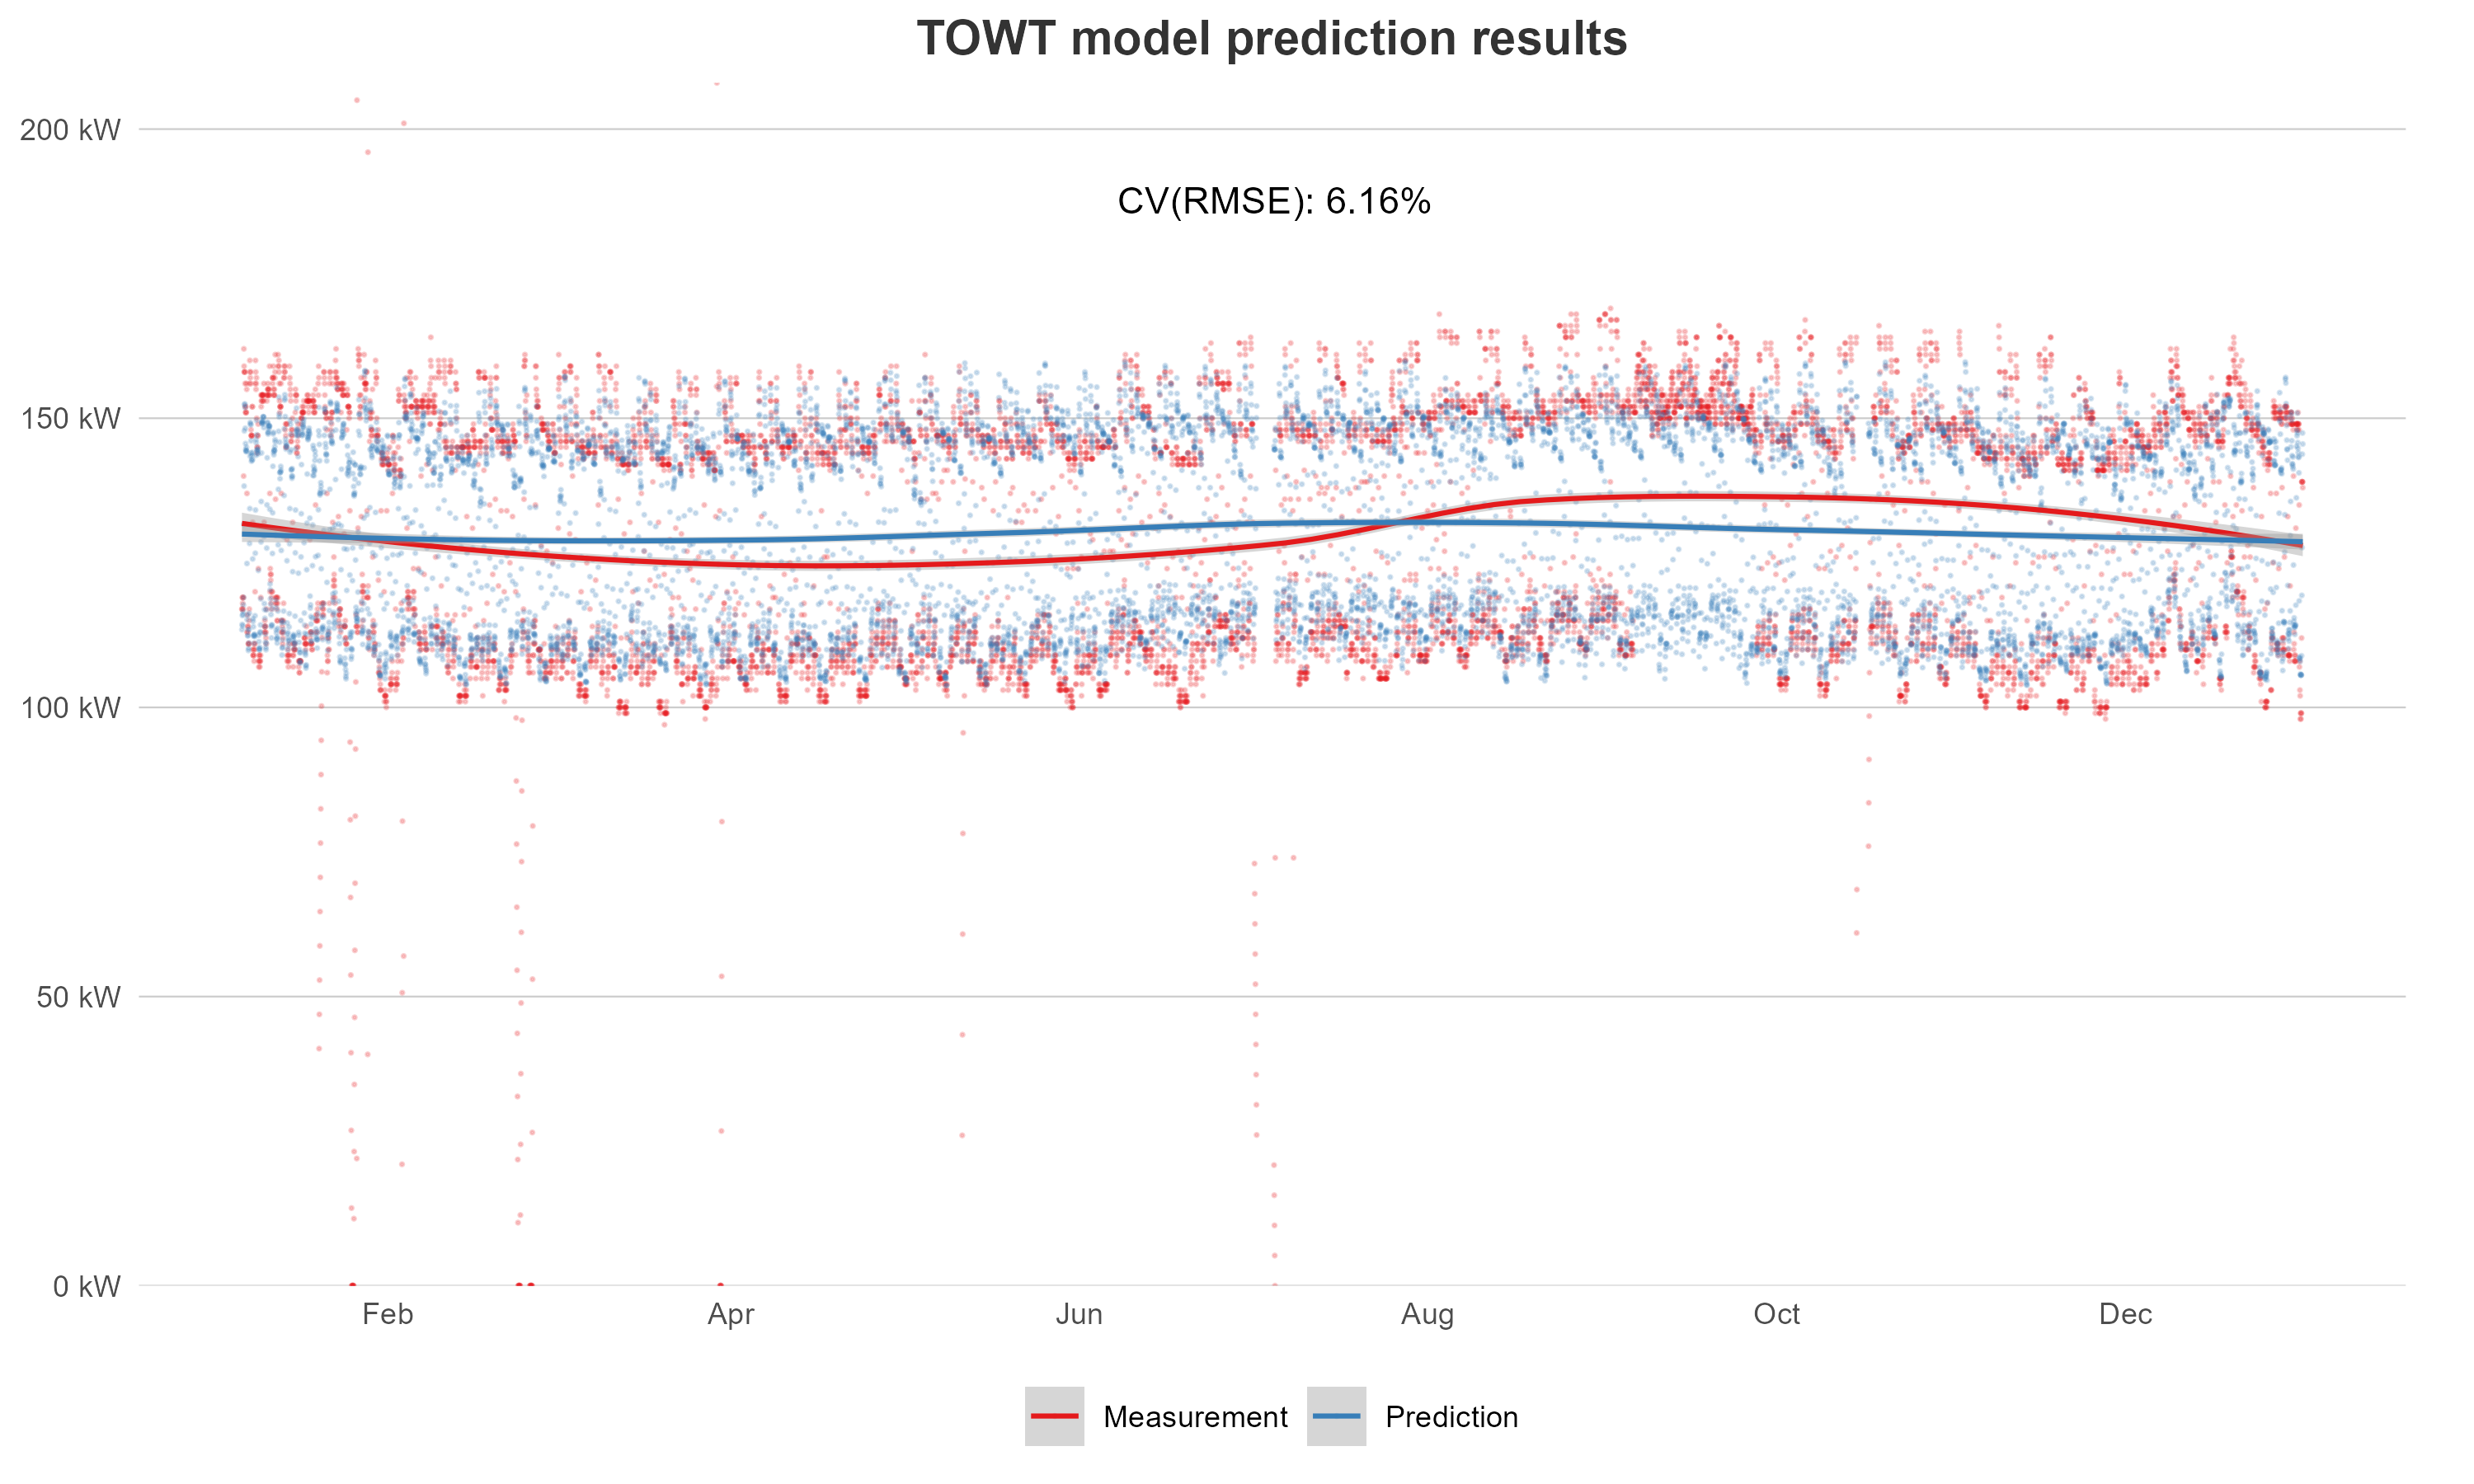 TOWT model prediction results
200 kW
CV(RMSE): 6.16%
150 kW
100 kW
50 kW
0 kW
Feb Apr Jun Aug Oct Dec
Measurement Prediction